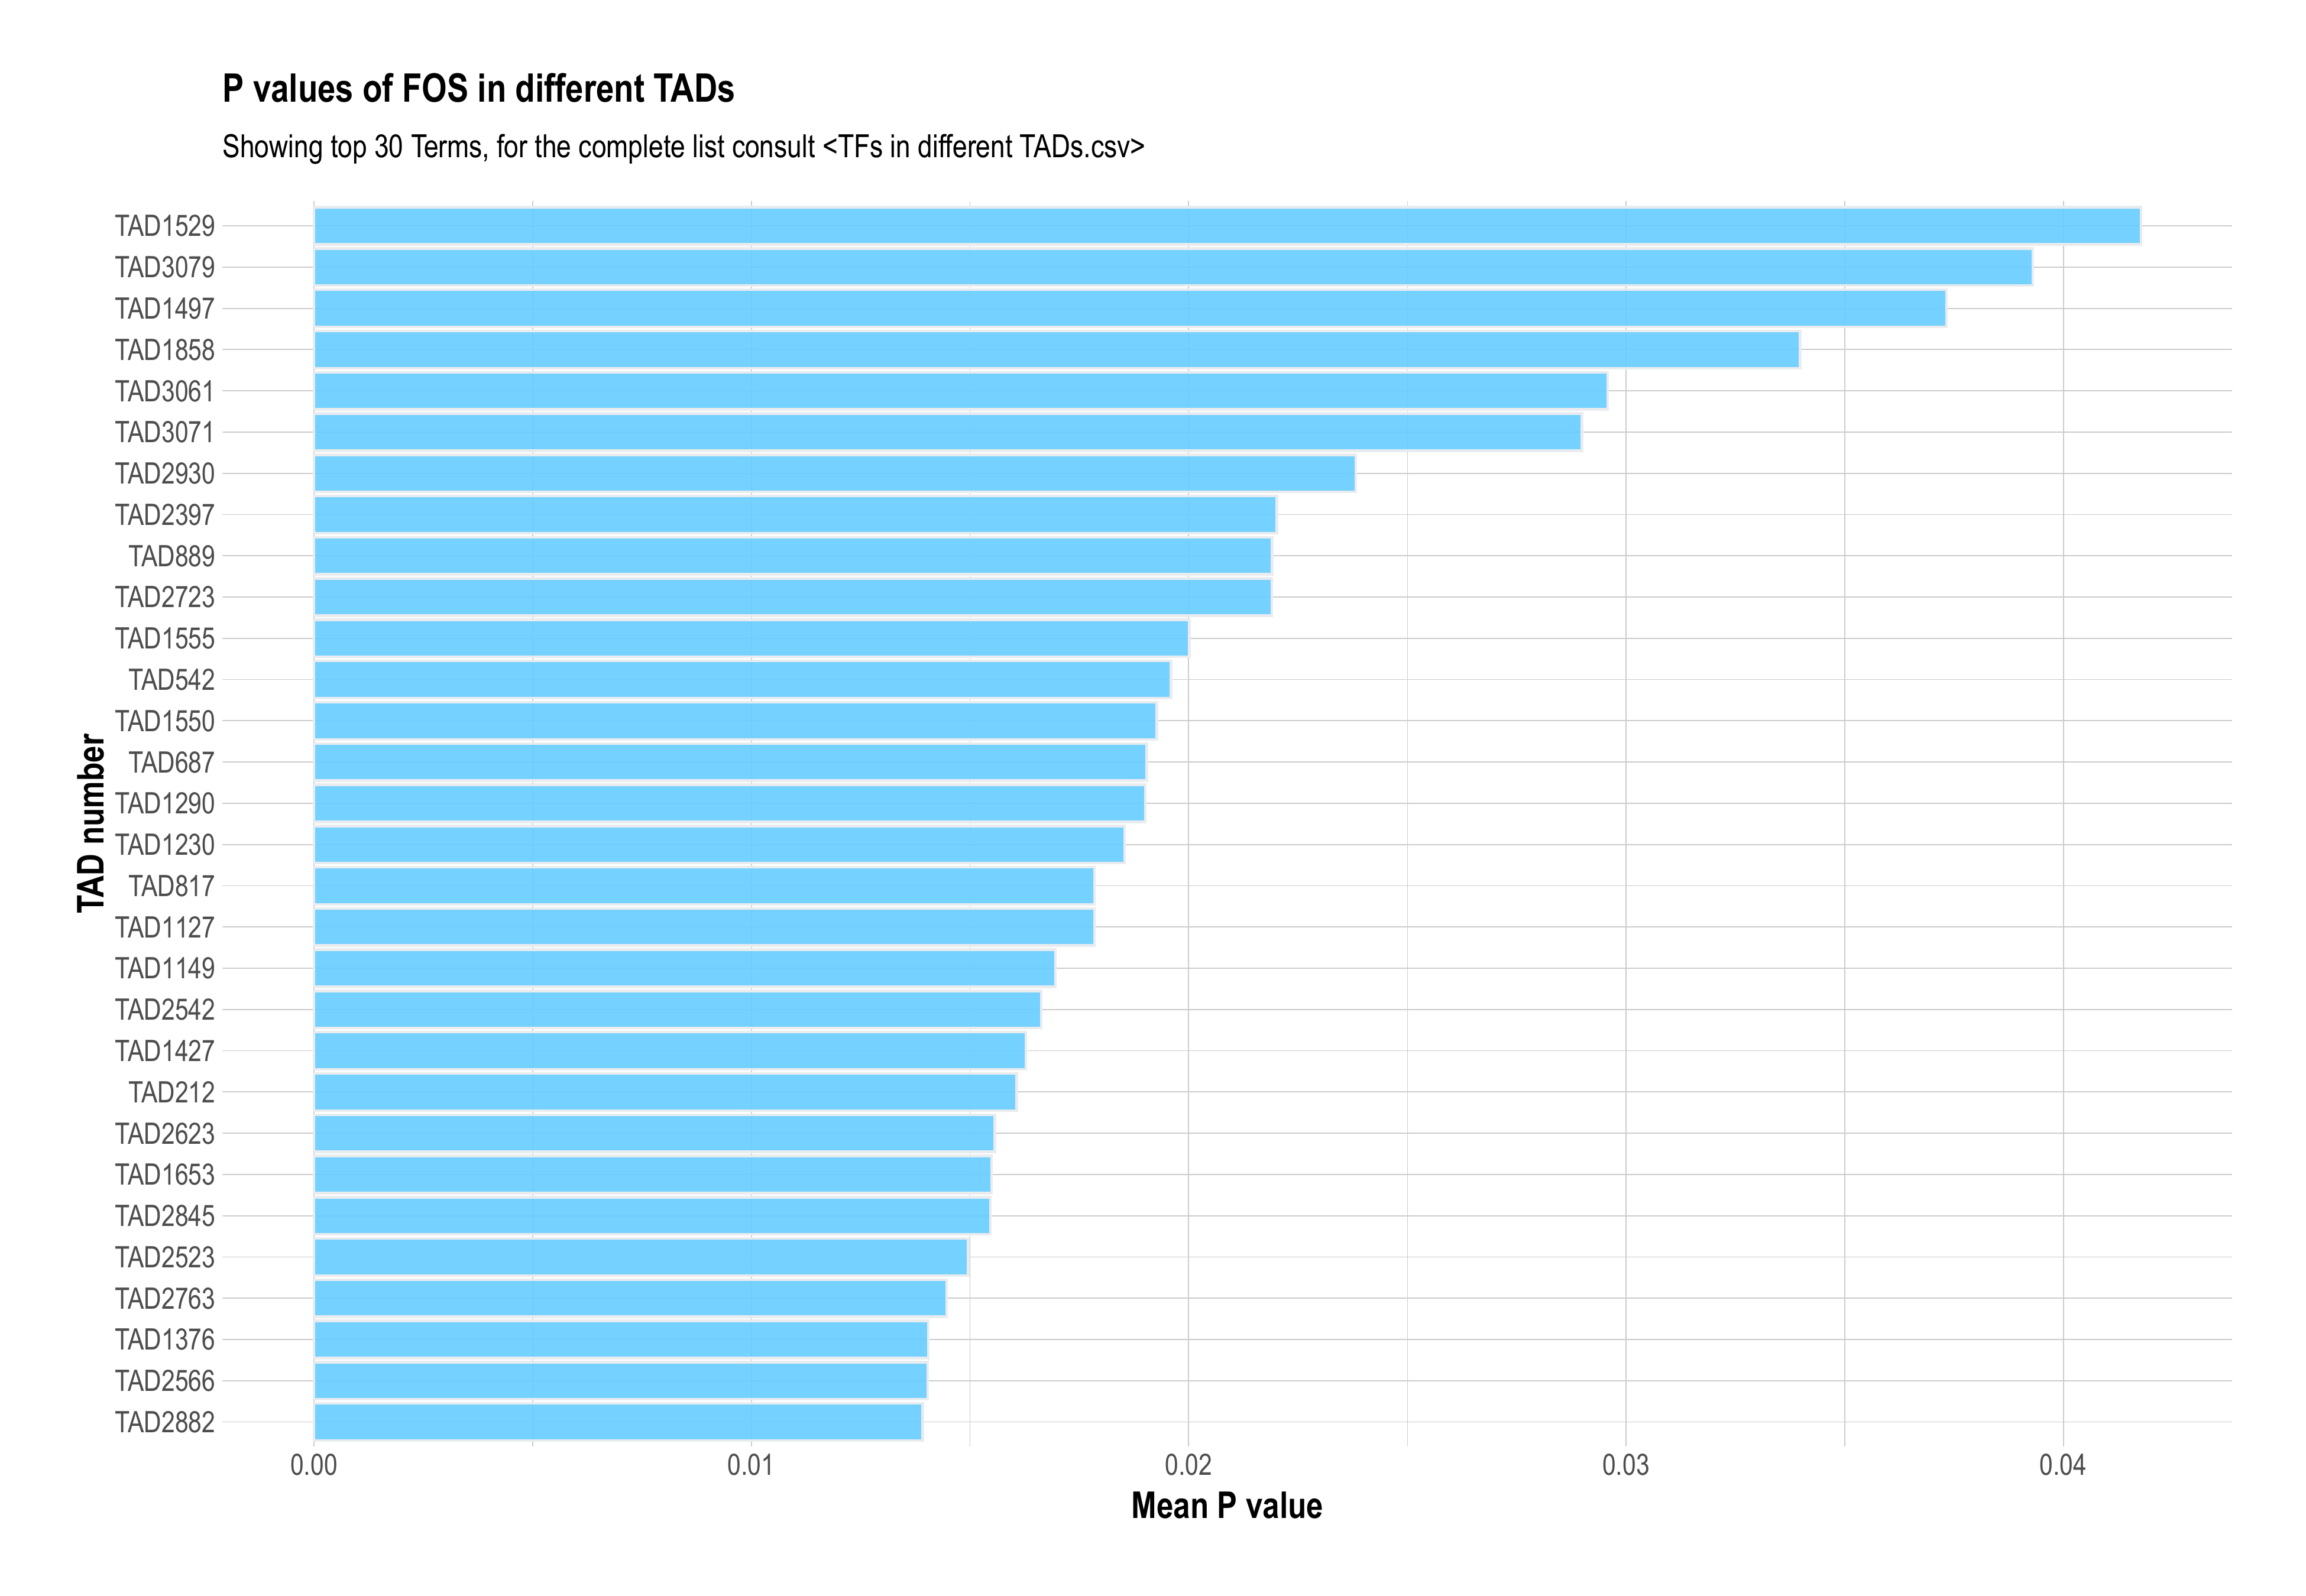 P values of FOS in different TADs
Showing top 30 Terms, for the complete list consult <TFs in different TADs.csv>
TAD number
TAD1529
TAD3079
TAD1497
TAD1858
TAD3061
TAD3071
TAD2930
TAD2397
TAD889
TAD2723
TAD1555
TAD542
TAD1550
TAD687
TAD1290
TAD1230
TAD817
TAD1127
TAD1149
TAD2542
TAD1427
TAD212
TAD2623
TAD1653
TAD2845
TAD2523
TAD2763
TAD1376
TAD2566
TAD2882
0.00 0.01 0.02 0.03 0.04
Mean P value